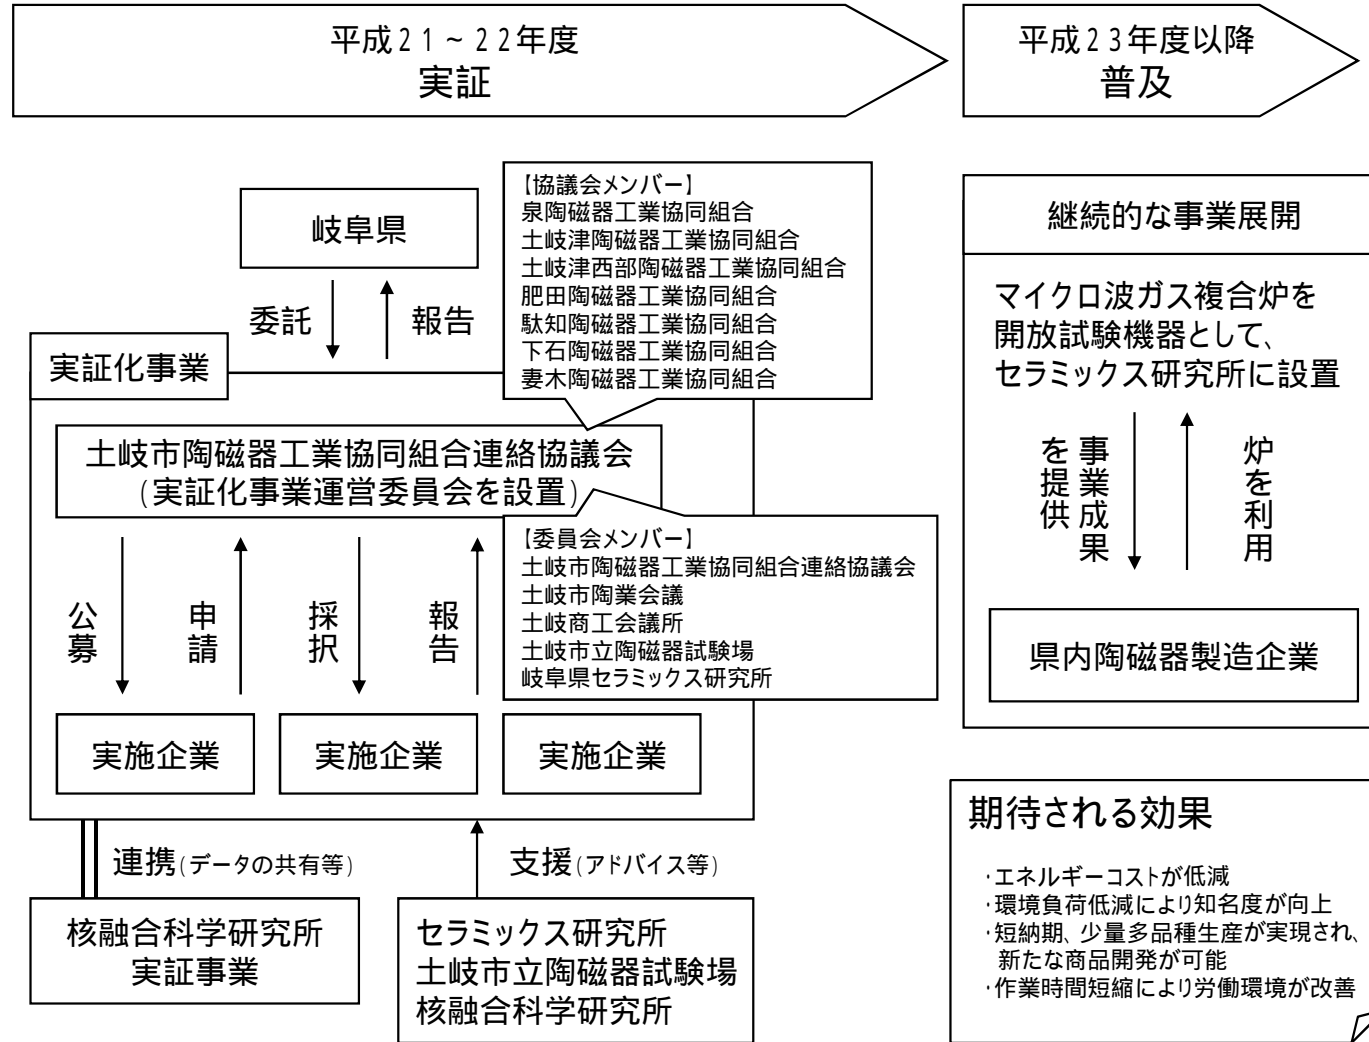 平成21~22年度
実証
平成23年度以降
普及
岐阜県
委託
報告
【協議会メンバー】
泉陶磁器工業協同組合
土岐津陶磁器工業協同組合
土岐津西部陶磁器工業協同組合
肥田陶磁器工業協同組合
駄知陶磁器工業協同組合
下石陶磁器工業協同組合
妻木陶磁器工業協同組合
実証化事業
土岐市陶磁器工業協同組合連絡協議会
(実証化事業運営委員会を設置)
【委員会メンバー】
土岐市陶磁器工業協同組合連絡協議会
土岐市陶業会議
土岐商工会議所
土岐市立陶磁器試験場
岐阜県セラミックス研究所
公募
申請
採択
報告
実施企業
実施企業
実施企業
連携(データの共有等)
支援(アドバイス等)
核融合科学研究所
実証事業
セラミックス研究所
土岐市立陶磁器試験場
核融合科学研究所
継続的な事業展開
マイクロ波ガス複合炉を
開放試験機器として、
セラミックス研究所に設置
事業成果
を提供
炉を利用
県内陶磁器製造企業
期待される効果
・エネルギーコストが低減
・環境負荷低減により知名度が向上
・短納期、少量多品種生産が実現され、
新たな商品開発が可能
・作業時間短縮により労働環境が改善